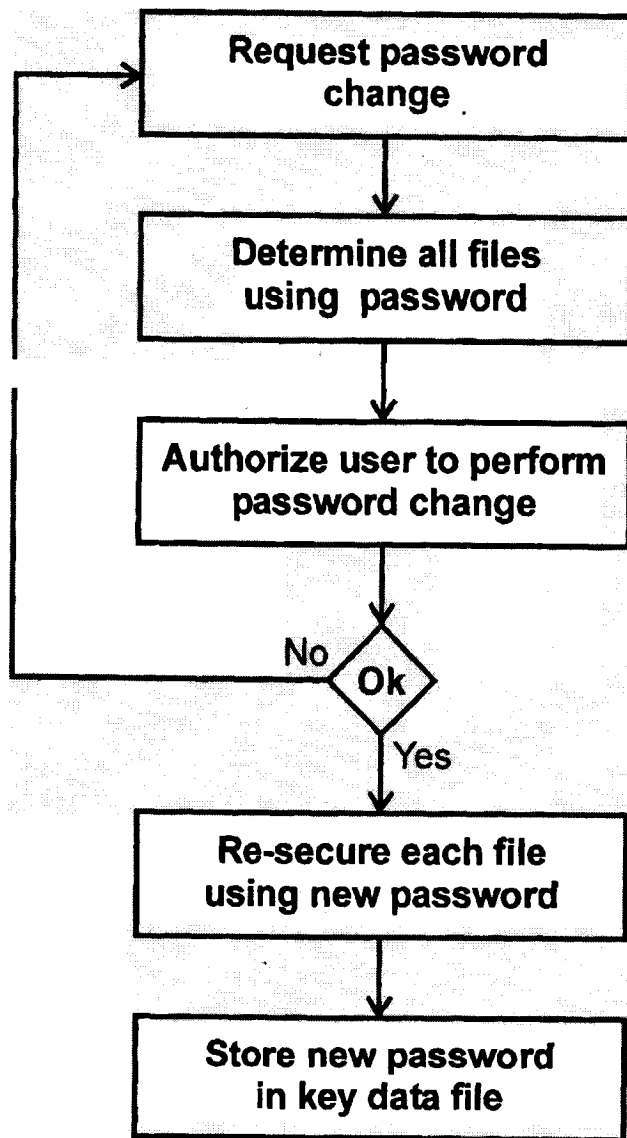 Request password
change
Determine all files
using password
Authorize user to perform
password change
No
Ok
Yes
Re-secure each file
using new password
Store new password
in key data file